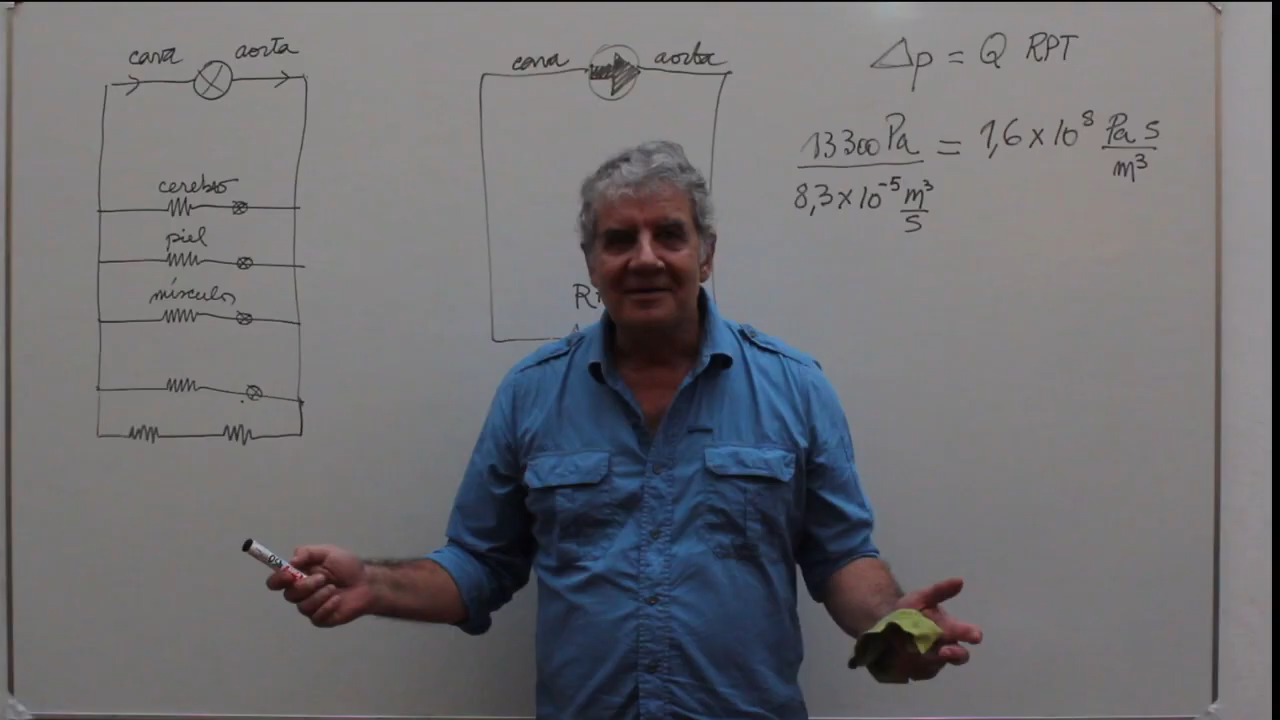 cava aorta
cerebro
piel
músculos
cava aorta
R
Δp = Q RPT
13300 Pa = 1,6 × 10⁸ Pa s
8,3 × 10⁻⁵ m³ m³
s